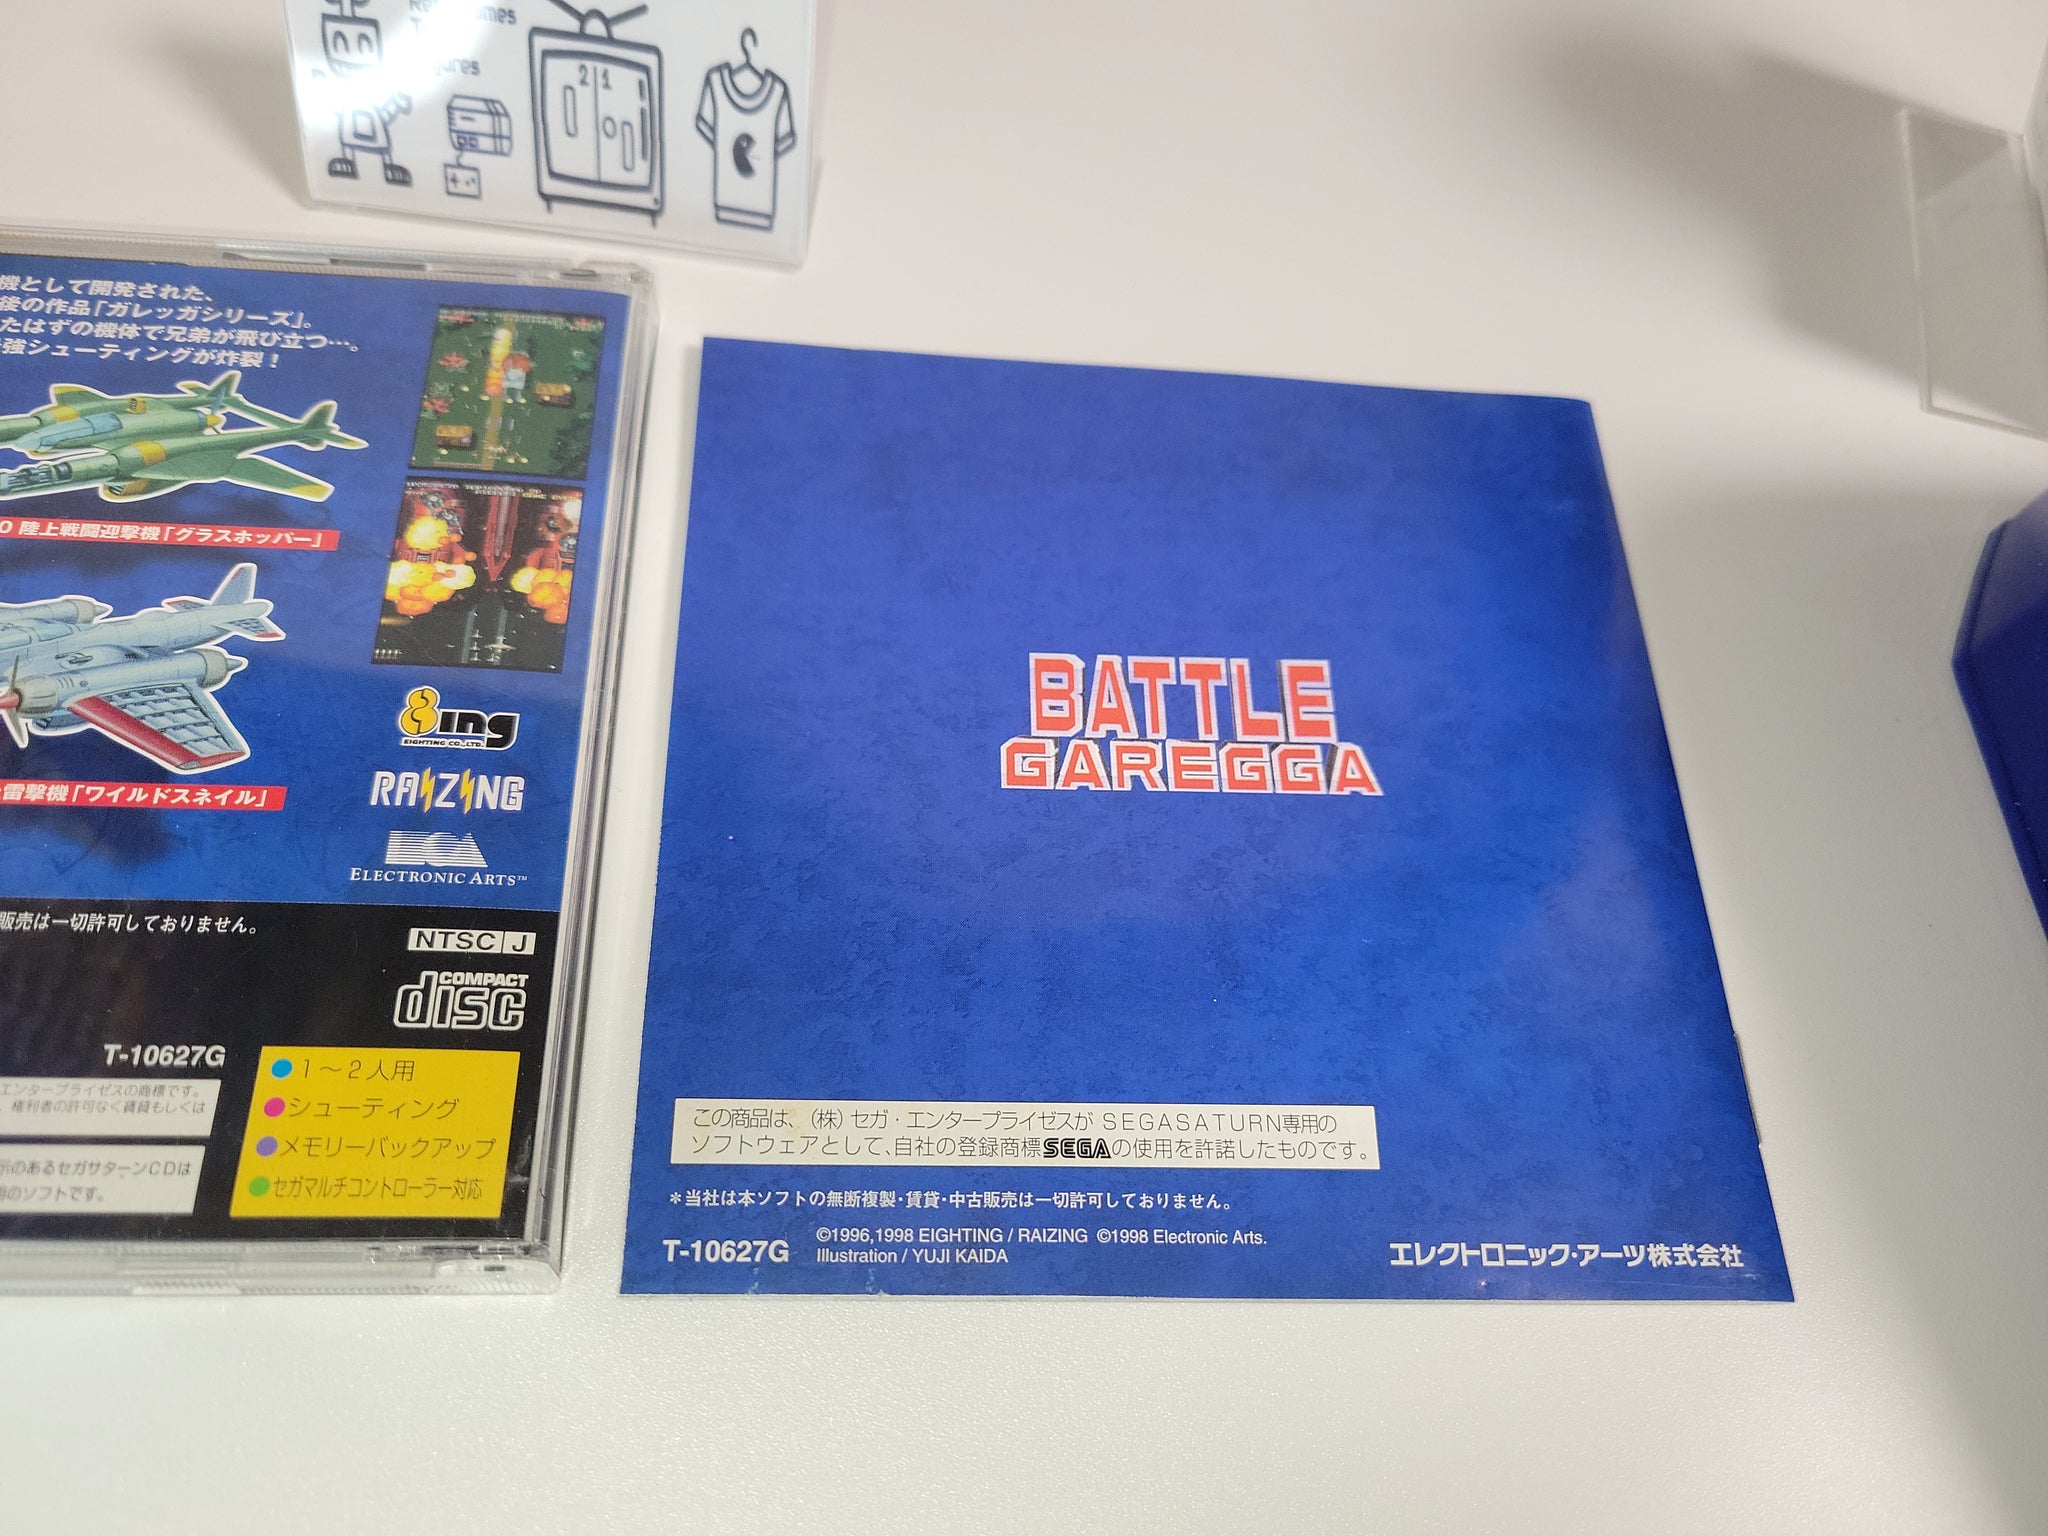 2 1
機として開発された、
後の作品「ガレッガシリーズ」。
たはずの機体で兄弟が飛び立つ…。
強シューティングが炸裂！
0 陸上戦闘迎撃機「グラスホッパー」
雷撃機「ワイルドスネイル」
8ing
EIGHTING CO.,LTD.
RAIZING
EA
ELECTRONIC ARTS™
販売は一切許可しておりません。
NTSC J
COMPACT
disc
T-10627G
エンタープライゼスの商標です。
、権利者の許可なく賃貸もしくは
示のあるセガサターンCDは
用のソフトです。
1～2人用
シューティング
メモリーバックアップ
セガマルチコントローラー対応
BATTLE
GAREGGA
この商品は、（株）セガ・エンタープライゼスがSEGASATURN専用の
ソフトウェアとして、自社の登録商標SEGAの使用を許諾したものです。
＊当社は本ソフトの無断複製・賃貸・中古販売は一切許可しておりません。
T-10627G
©1996,1998 EIGHTING / RAIZING ©1998 Electronic Arts.
Illustration / YUJI KAIDA
エレクトロニック・アーツ株式会社